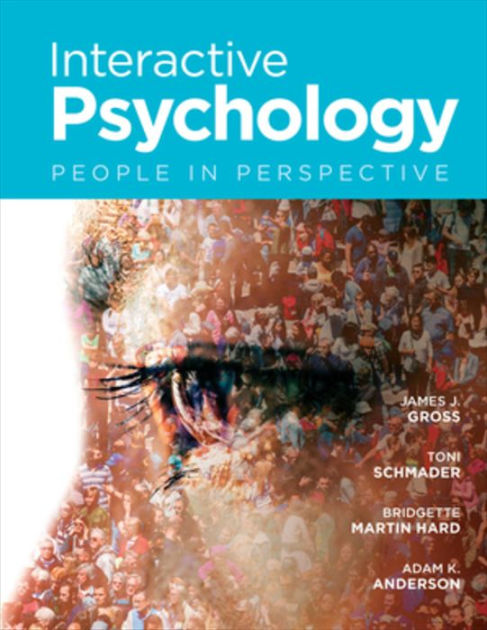 Interactive
Psychology
PEOPLE IN PERSPECTIVE
JAMES J.
GROSS
TONI
SCHMADER
BRIDGETTE
MARTIN HARD
ADAM K.
ANDERSON